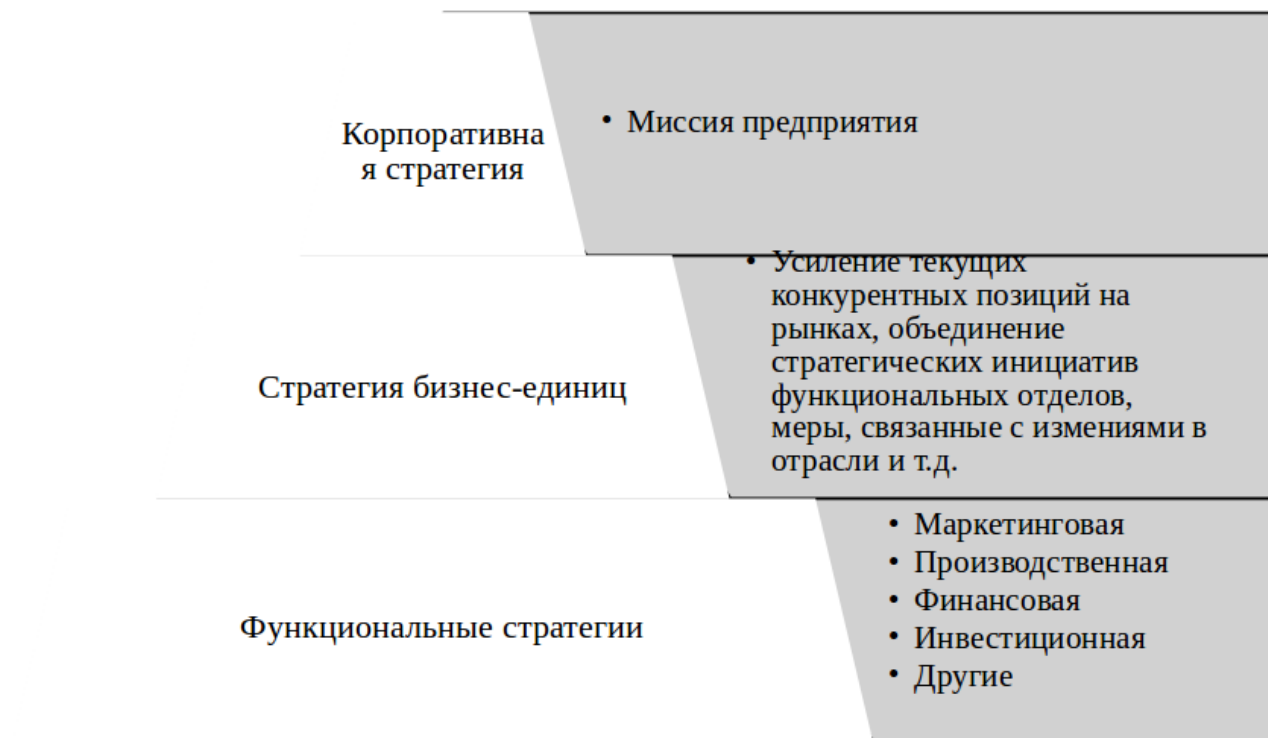 Корпоративна
я стратегия
• Миссия предприятия
Стратегия бизнес-единиц
• Усиление текущих
конкурентных позиций на
рынках, объединение
стратегических инициатив
функциональных отделов,
меры, связанные с измениями в
отрасли и т.д.
Функциональные стратегии
• Маркетинговая
• Производственная
• Финансовая
• Инвестиционная
• Другие